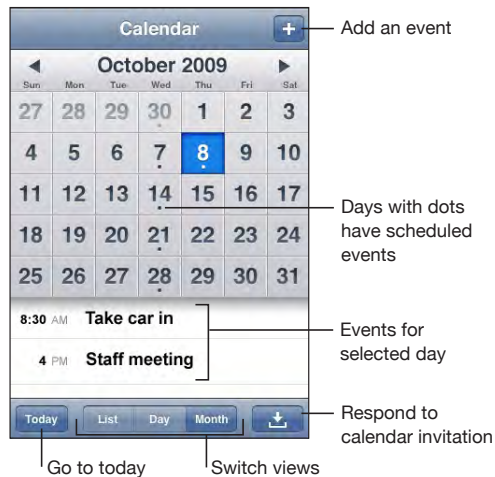 Calendar
+
Add an event
October 2009
Sun Mon Tue Wed Thu Fri Sat
27 28 29 30 1 2 3
4 5 6 7 8 9 10
11 12 13 14 15 16 17
Days with dots
have scheduled
events
18 19 20 21 22 23 24
25 26 27 28 29 30 31
8:30 AM Take car in
4 PM Staff meeting
Events for
selected day
Today List Day Month
Respond to
calendar invitation
Go to today
Switch views